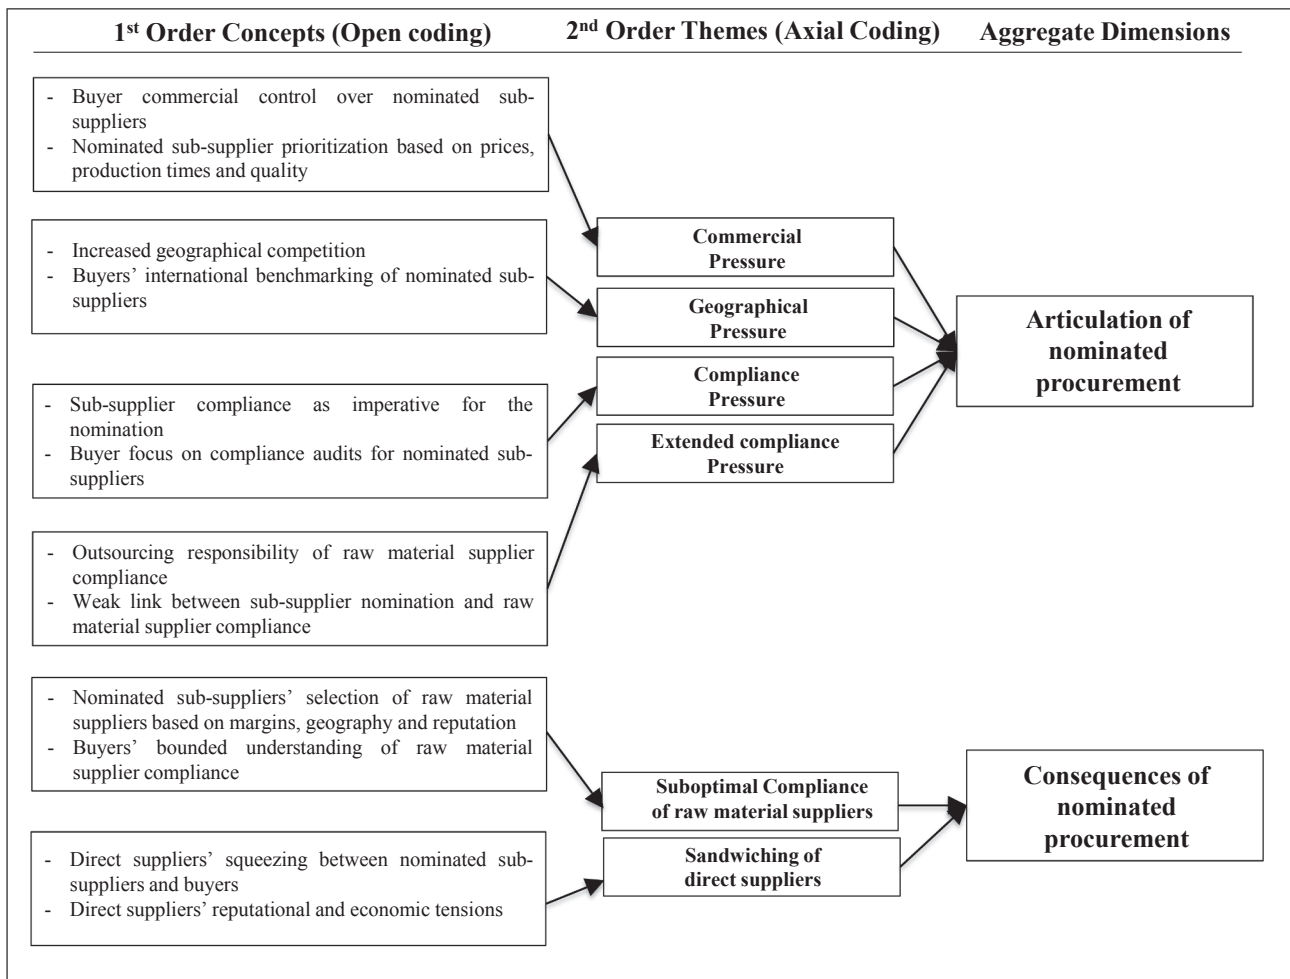 1st Order Concepts (Open coding)
2nd Order Themes (Axial Coding)
Aggregate Dimensions
- Buyer commercial control over nominated sub-
suppliers
- Nominated sub-supplier prioritization based on prices,
production times and quality
- Increased geographical competition
- Buyers’ international benchmarking of nominated sub-
suppliers
- Sub-supplier compliance as imperative for the
nomination
- Buyer focus on compliance audits for nominated sub-
suppliers
- Outsourcing responsibility of raw material supplier
compliance
- Weak link between sub-supplier nomination and raw
material supplier compliance
- Nominated sub-suppliers’ selection of raw material
suppliers based on margins, geography and reputation
- Buyers’ bounded understanding of raw material
supplier compliance
- Direct suppliers’ squeezing between nominated sub-
suppliers and buyers
- Direct suppliers’ reputational and economic tensions
Commercial
Pressure
Geographical
Pressure
Compliance
Pressure
Extended compliance
Pressure
Suboptimal Compliance
of raw material suppliers
Sandwiching of
direct suppliers
Articulation of
nominated
procurement
Consequences of
nominated
procurement